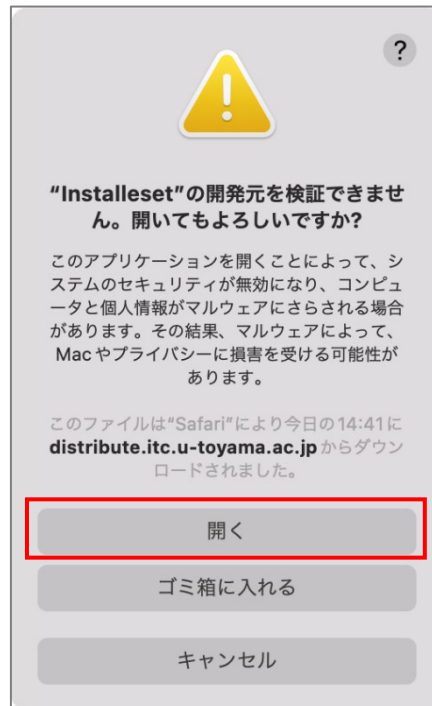 ?
“Installeset”の開発元を検証できませ
ん。開いてもよろしいですか?
このアプリケーションを開くことによって、シ
ステムのセキュリティが無効になり、コンピュ
ータと個人情報がマルウェアにさらされる場合
があります。その結果、マルウェアによって、
Macやプライバシーに損害を受ける可能性が
あります。
このファイルは“Safari”により今日の14:41に
distribute.itc.u-toyama.ac.jpからダウン
ロードされました。
開く
ゴミ箱に入れる
キャンセル